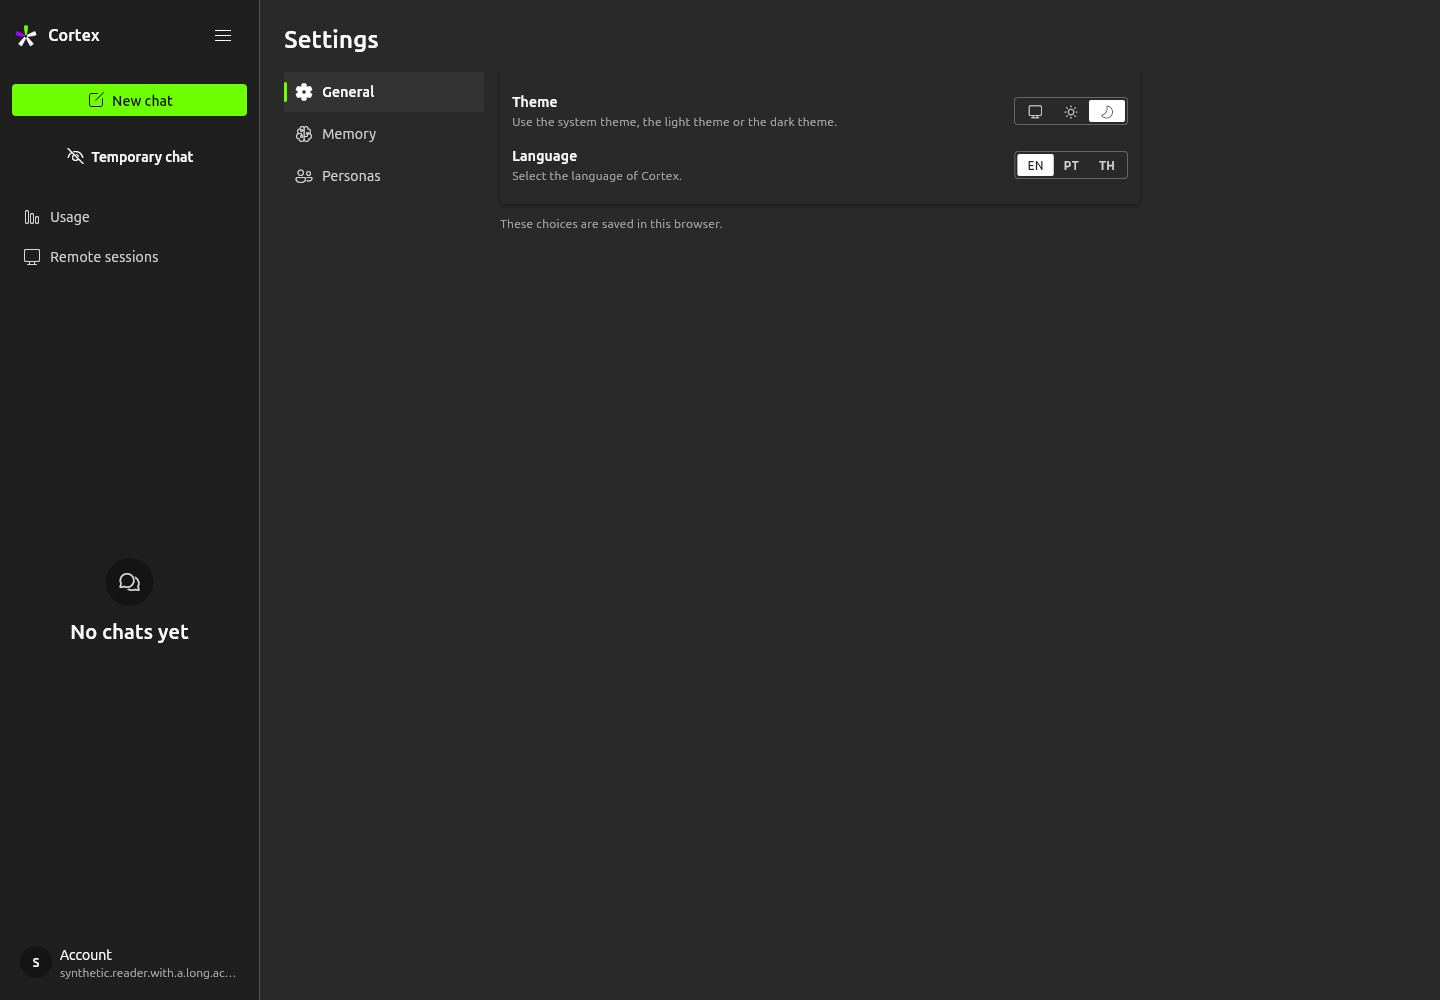 Cortex
New chat
Temporary chat
Usage
Remote sessions
No chats yet
S
Account
synthetic.reader.with.a.long.ac…
Settings
General
Memory
Personas
Theme
Use the system theme, the light theme or the dark theme.
Language
Select the language of Cortex.
EN PT TH
These choices are saved in this browser.